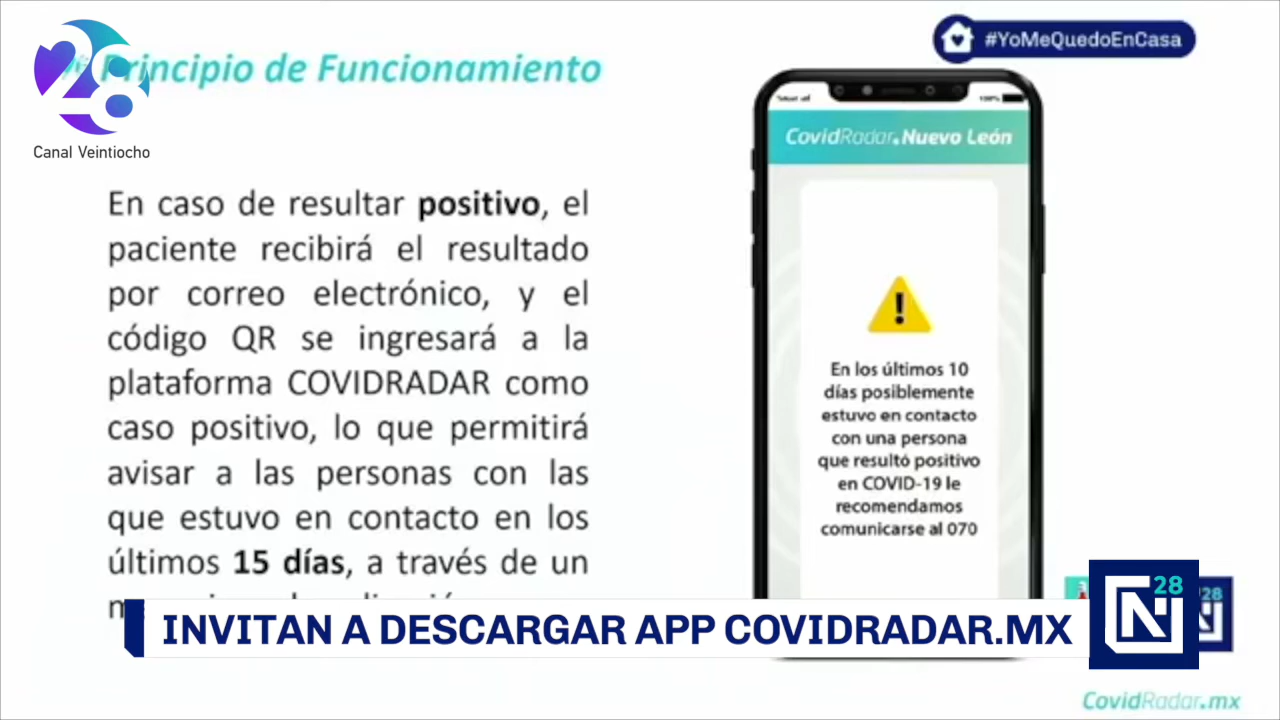 28
Canal Veintiocho
Principio de Funcionamiento
#YoMeQuedoEnCasa
En caso de resultar positivo, el
paciente recibirá el resultado
por correo electrónico, y el
código QR se ingresará a la
plataforma COVIDRADAR como
caso positivo, lo que permitirá
avisar a las personas con las
que estuvo en contacto en los
últimos 15 días, a través de un
CovidRadar.Nuevo León
En los últimos 10
días posiblemente
estuvo en contacto
con una persona
que resultó positivo
en COVID-19 le
recomendamos
comunicarse al 070
INVITAN A DESCARGAR APP COVIDRADAR.MX
N 28
28
CovidRadar.mx